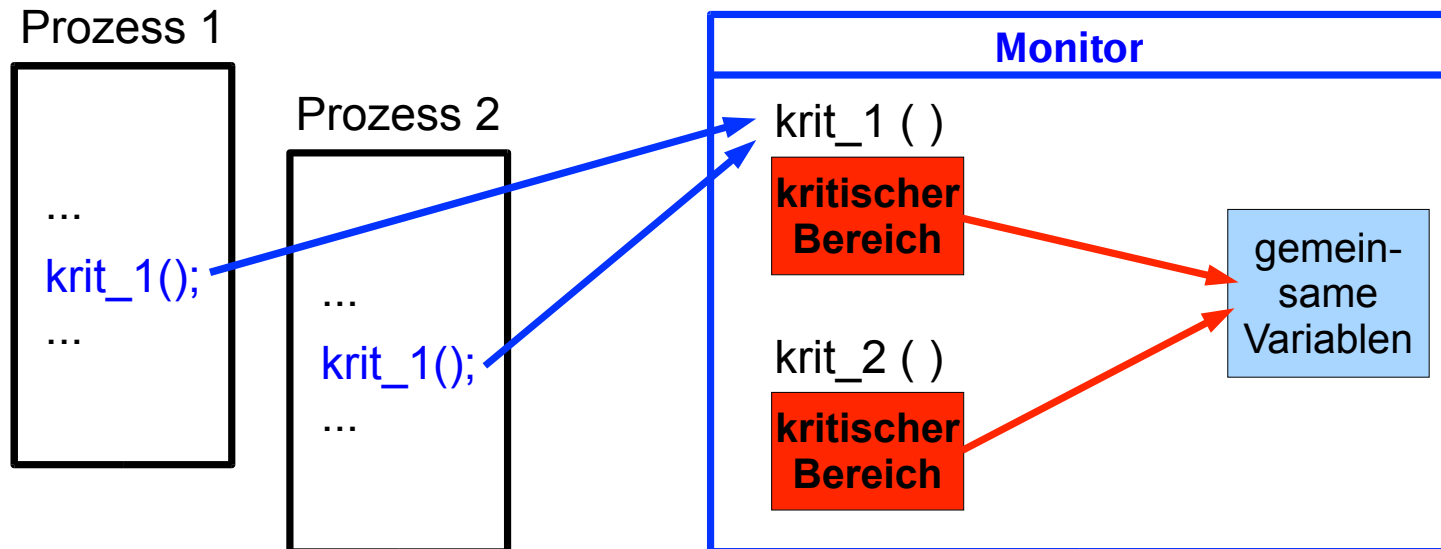 Prozess 1
...
krit_1();
...
Prozess 2
...
krit_1();
...
Monitor
krit_1 ( )
kritischer
Bereich
krit_2 ( )
kritischer
Bereich
gemein-
same
Variablen